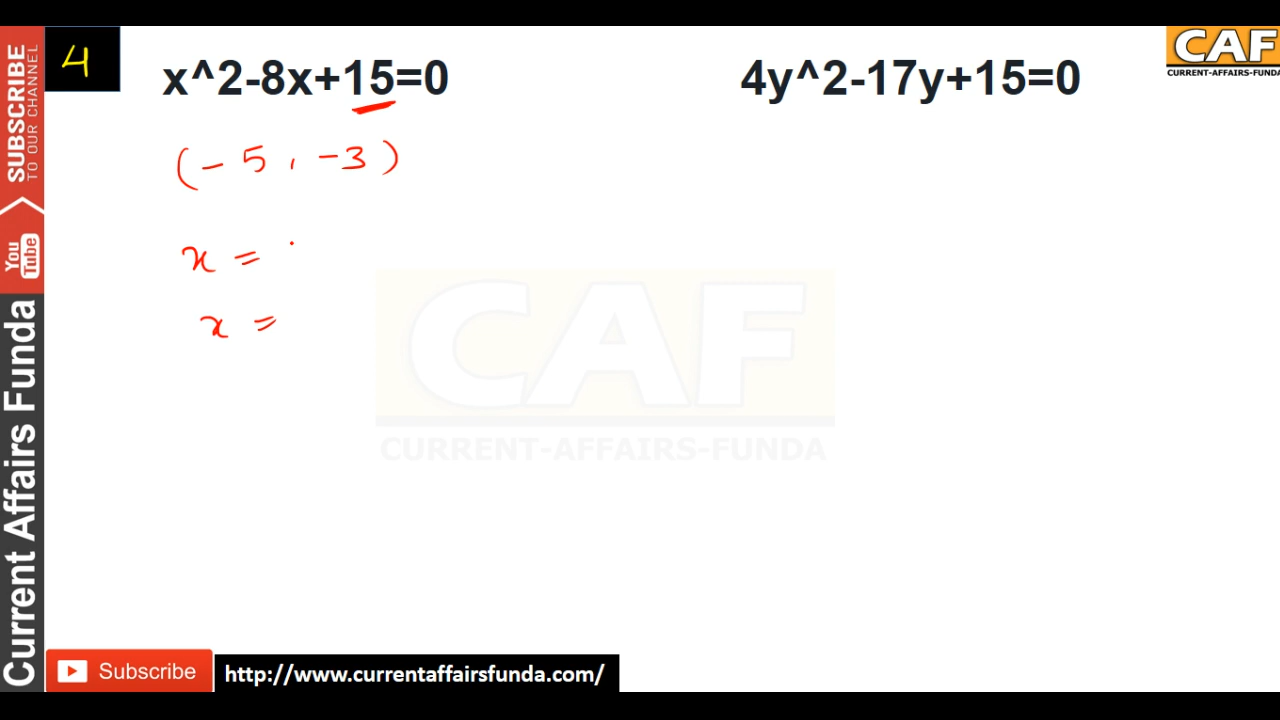 SUBSCRIBE
TO OUR CHANNEL
You
Tube
Current Affairs Funda
4
x^2-8x+15=0
4y^2-17y+15=0
CAF
CURRENT-AFFAIRS-FUNDA
(-5, -3)
x =
x =
CAF
CURRENT-AFFAIRS-FUNDA
Subscribe
http://www.currentaffairsfunda.com/